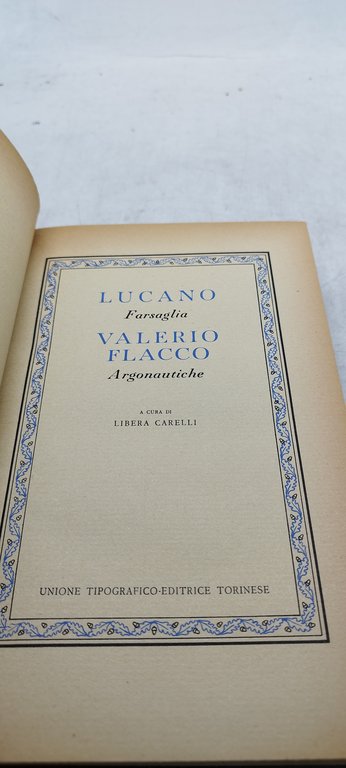 LUCANO
Farsaglia
VALERIO
FLACCO
Argonautiche
A CURA DI
LIBERA CARELLI
UNIONE TIPOGRAFICO-EDITRICE TORINESE